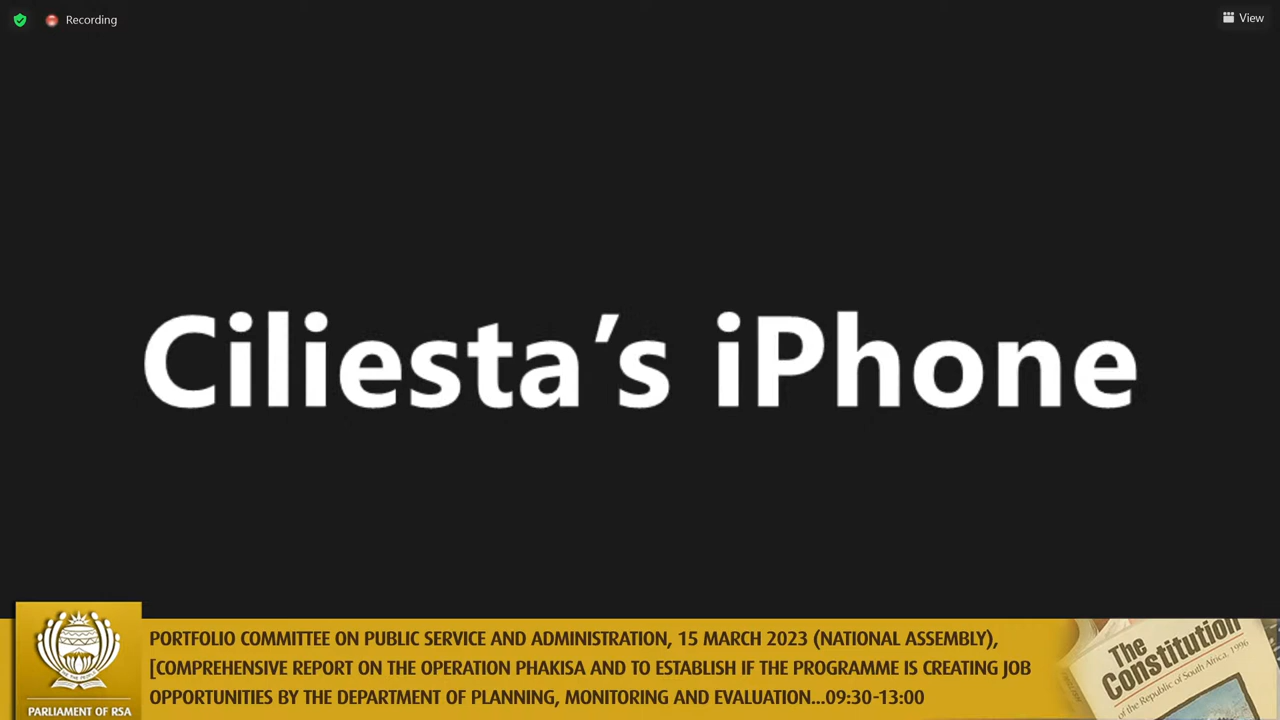 Recording
View
Ciliesta's iPhone
PORTFOLIO COMMITTEE ON PUBLIC SERVICE AND ADMINISTRATION, 15 MARCH 2023 (NATIONAL ASSEMBLY),
[COMPREHENSIVE REPORT ON THE OPERATION PHAKISA AND TO ESTABLISH IF THE PROGRAMME IS CREATING JOB
OPPORTUNITIES BY THE DEPARTMENT OF PLANNING, MONITORING AND EVALUATION...09:30-13:00
PARLIAMENT OF RSA
The
Constitution
of the Republic of South Africa, 1996